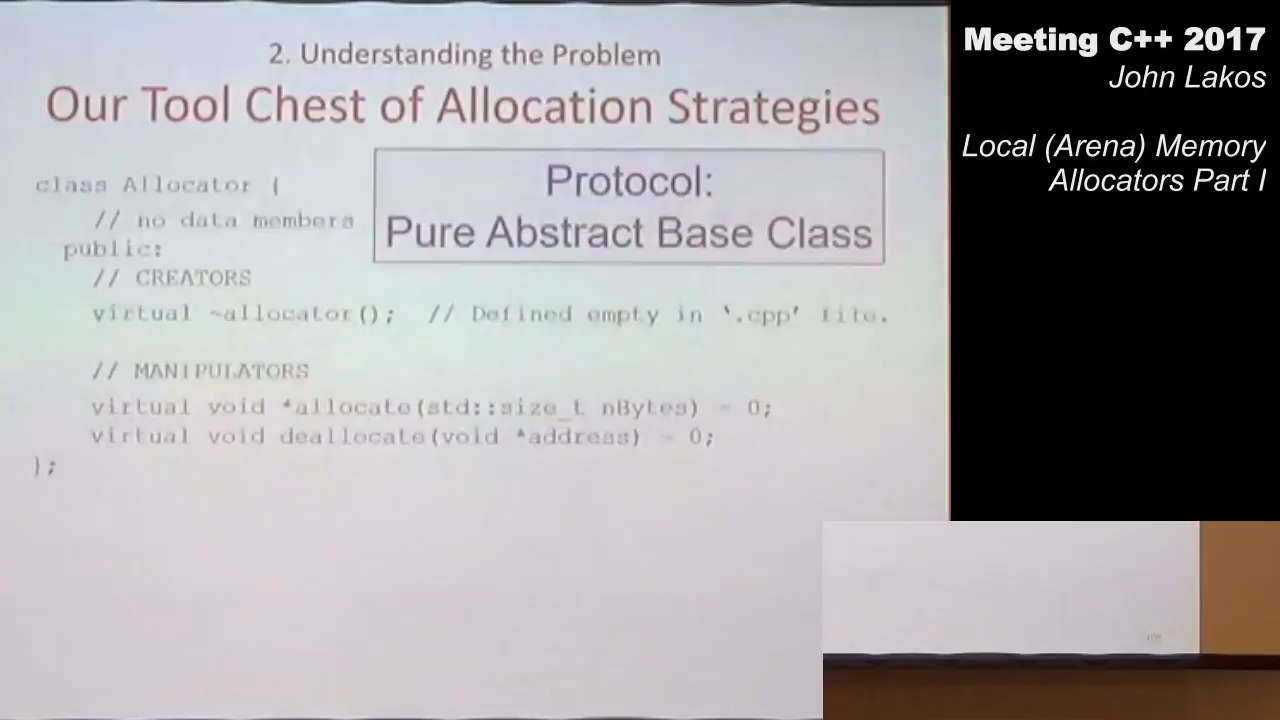 2. Understanding the Problem
Our Tool Chest of Allocation Strategies
Protocol:
Pure Abstract Base Class
class Allocator {
// no data members
public:
// CREATORS
virtual ~allocator(); // Defined empty in '.cpp' file.
// MANIPULATORS
virtual void *allocate(std::size_t nBytes) = 0;
virtual void deallocate(void *address) = 0;
};
Meeting C++ 2017
John Lakos
Local (Arena) Memory
Allocators Part I